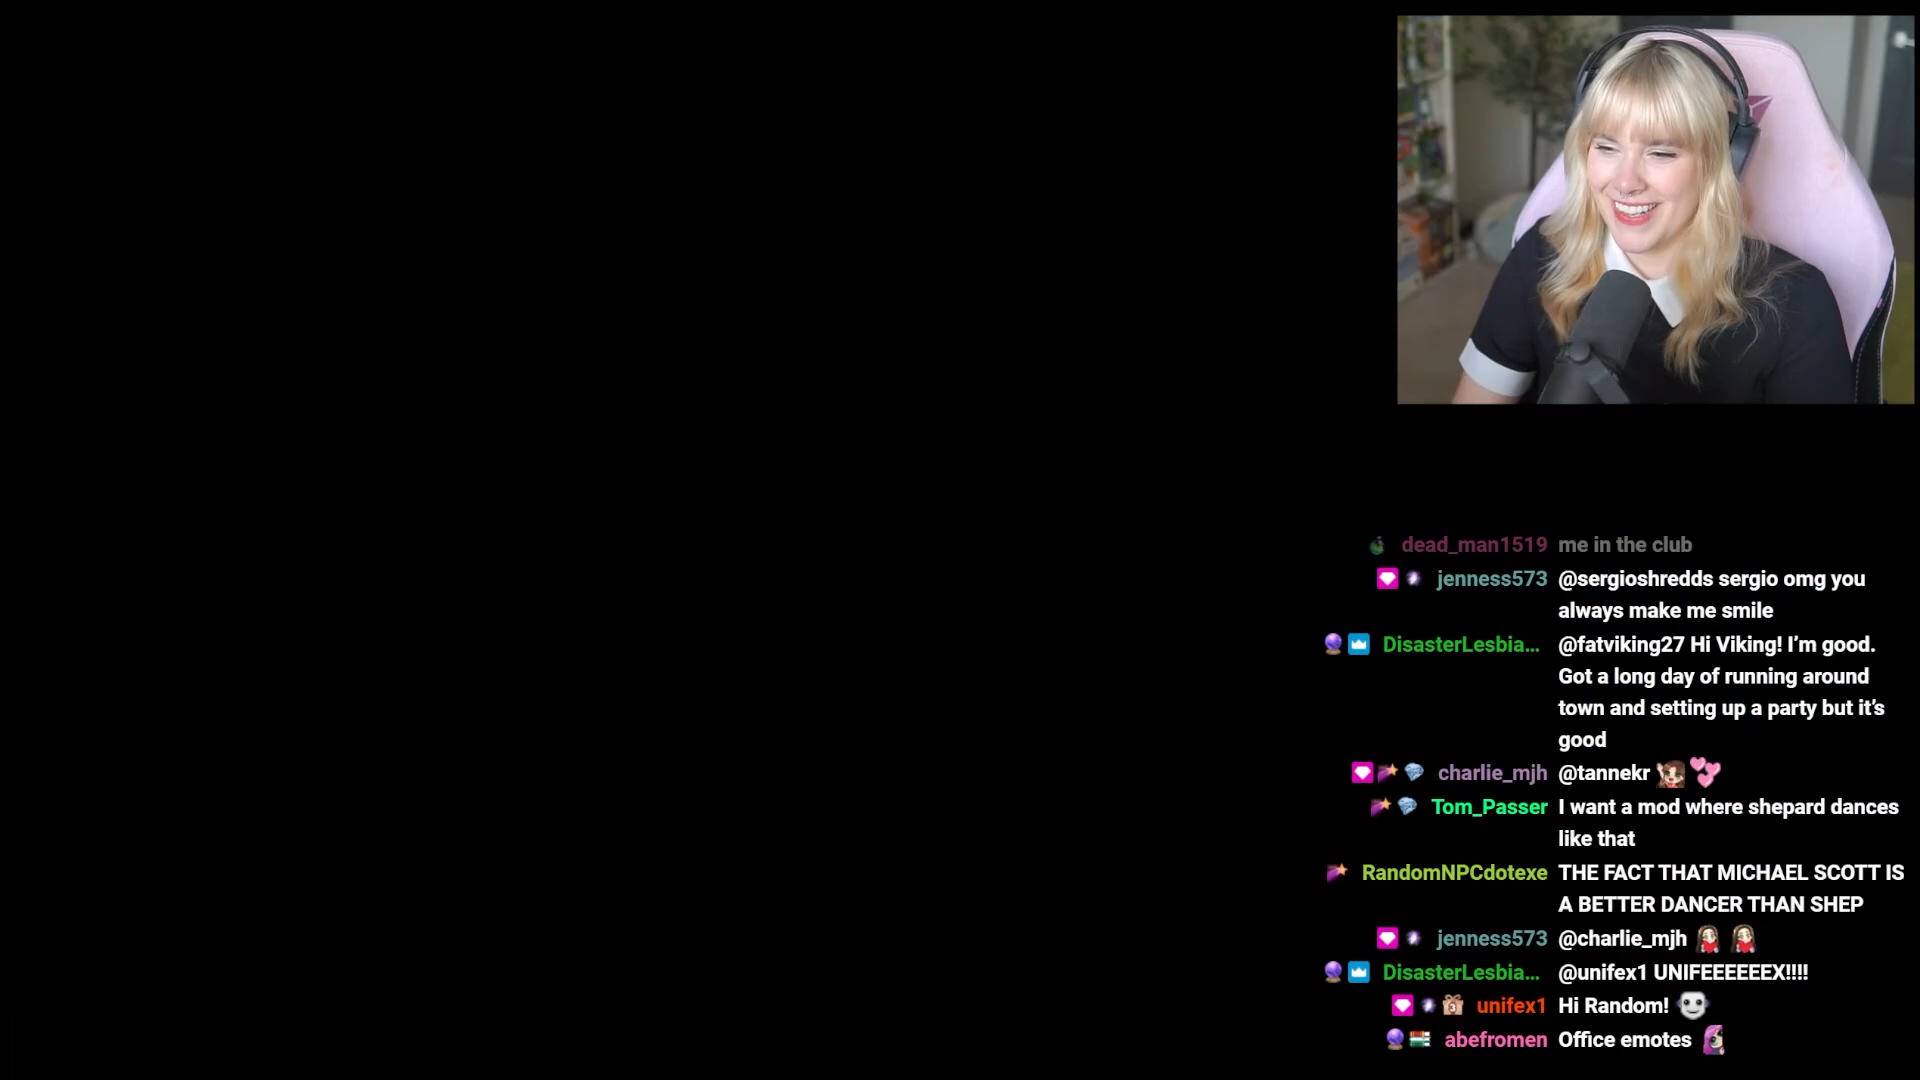 dead_man1519 me in the club
jenness573 @sergioshredds sergio omg you
always make me smile
DisasterLesbia... @fatviking27 Hi Viking! I’m good.
Got a long day of running around
town and setting up a party but it’s
good
charlie_mjh @tannekr
Tom_Passer I want a mod where shepard dances
like that
RandomNPCdotexe THE FACT THAT MICHAEL SCOTT IS
A BETTER DANCER THAN SHEP
jenness573 @charlie_mjh
DisasterLesbia... @unifex1 UNIFEEEEEEX!!!!
unifex1 Hi Random!
abefromen Office emotes